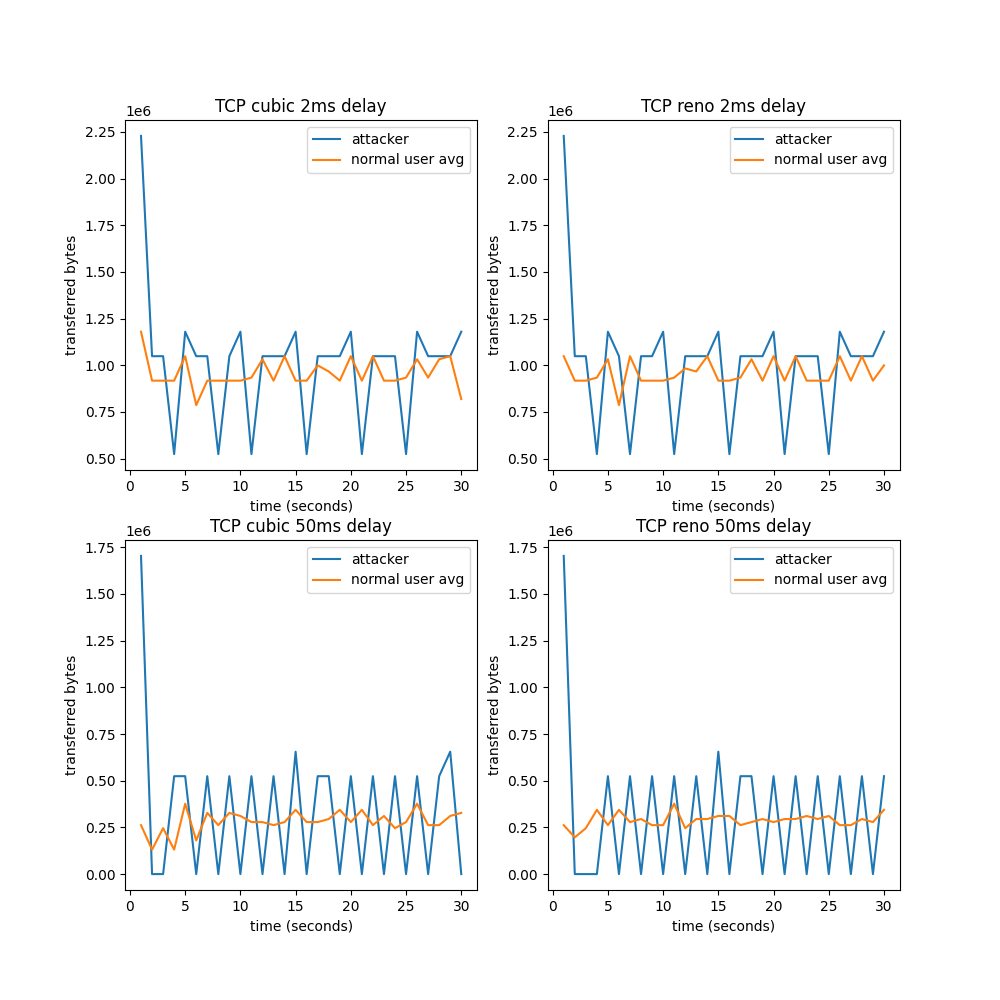 TCP cubic 2ms delay
1e6
attacker
normal user avg
2.25
2.00
1.75
1.50
1.25
1.00
0.75
0.50
transferred bytes
0 5 10 15 20 25 30
time (seconds)
TCP reno 2ms delay
1e6
attacker
normal user avg
2.25
2.00
1.75
1.50
1.25
1.00
0.75
0.50
transferred bytes
0 5 10 15 20 25 30
time (seconds)
TCP cubic 50ms delay
1e6
attacker
normal user avg
1.75
1.50
1.25
1.00
0.75
0.50
0.25
0.00
transferred bytes
0 5 10 15 20 25 30
time (seconds)
TCP reno 50ms delay
1e6
attacker
normal user avg
1.75
1.50
1.25
1.00
0.75
0.50
0.25
0.00
transferred bytes
0 5 10 15 20 25 30
time (seconds)